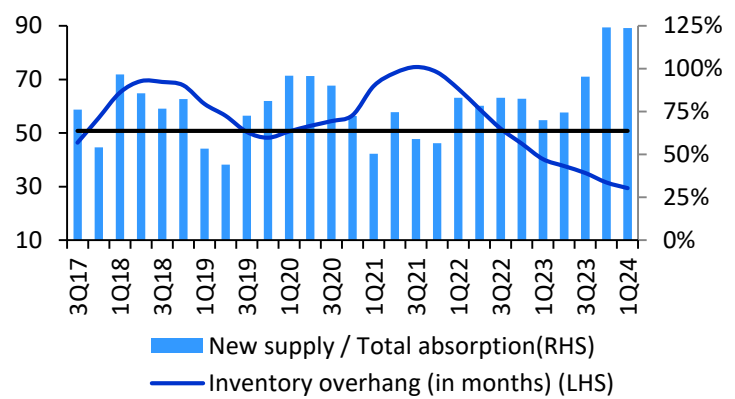 90
70
50
30
10
125%
100%
75%
50%
25%
0%
3Q17
1Q18
3Q18
1Q19
3Q19
1Q20
3Q20
1Q21
3Q21
1Q22
3Q22
1Q23
3Q23
1Q24
New supply / Total absorption(RHS)
Inventory overhang (in months) (LHS)